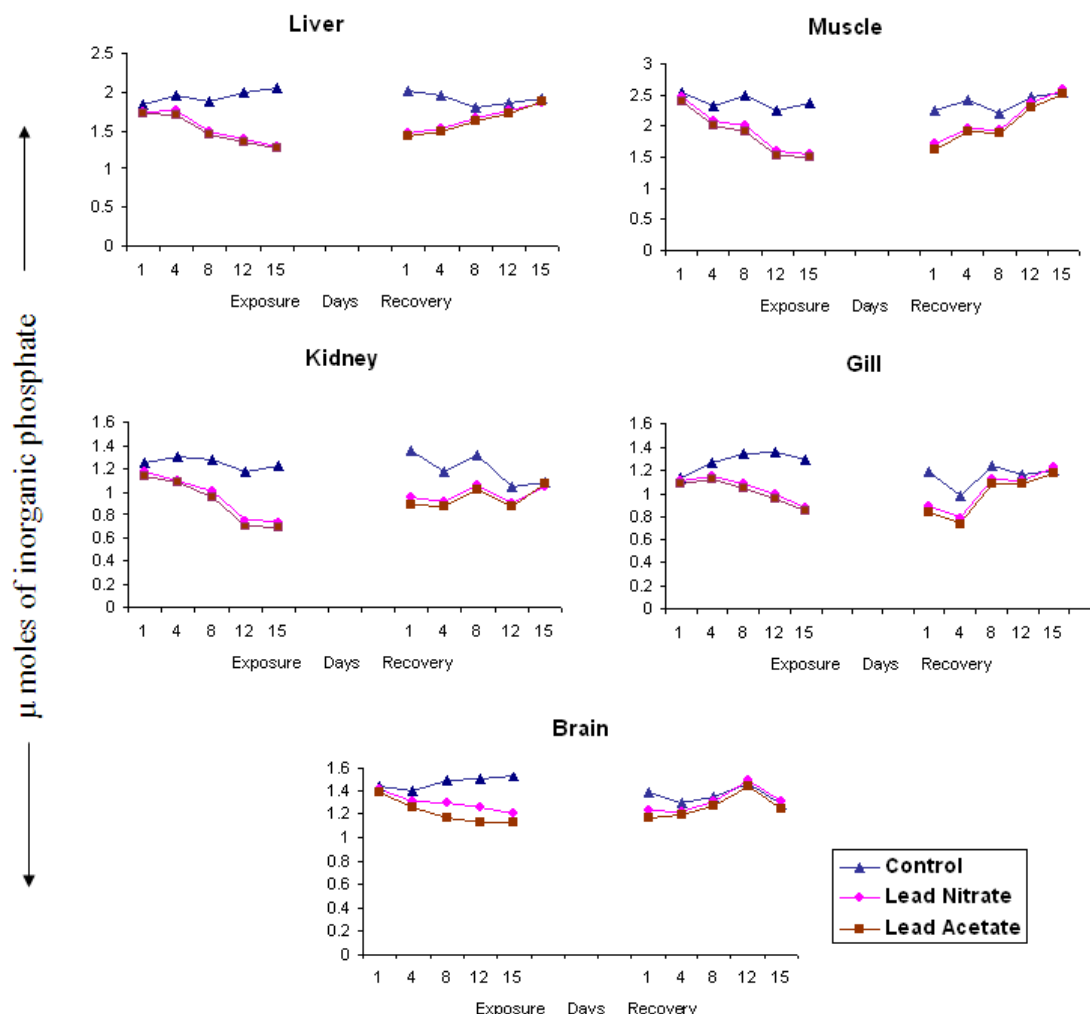 Liver
2.5
2
1.5
1
0.5
0
1 4 8 12 15 1 4 8 12 15
Exposure Days Recovery
Muscle
3
2.5
2
1.5
1
0.5
0
1 4 8 12 15 1 4 8 12 15
Exposure Days Recovery
μ moles of inorganic phosphate
Kidney
1.6
1.4
1.2
1
0.8
0.6
0.4
0.2
0
1 4 8 12 15 1 4 8 12 15
Exposure Days Recovery
Gill
1.6
1.4
1.2
1
0.8
0.6
0.4
0.2
0
1 4 8 12 15 1 4 8 12 15
Exposure Days Recovery
Brain
1.6
1.4
1.2
1
0.8
0.6
0.4
0.2
0
1 4 8 12 15 1 4 8 12 15
Exposure Days Recovery
Control
Lead Nitrate
Lead Acetate